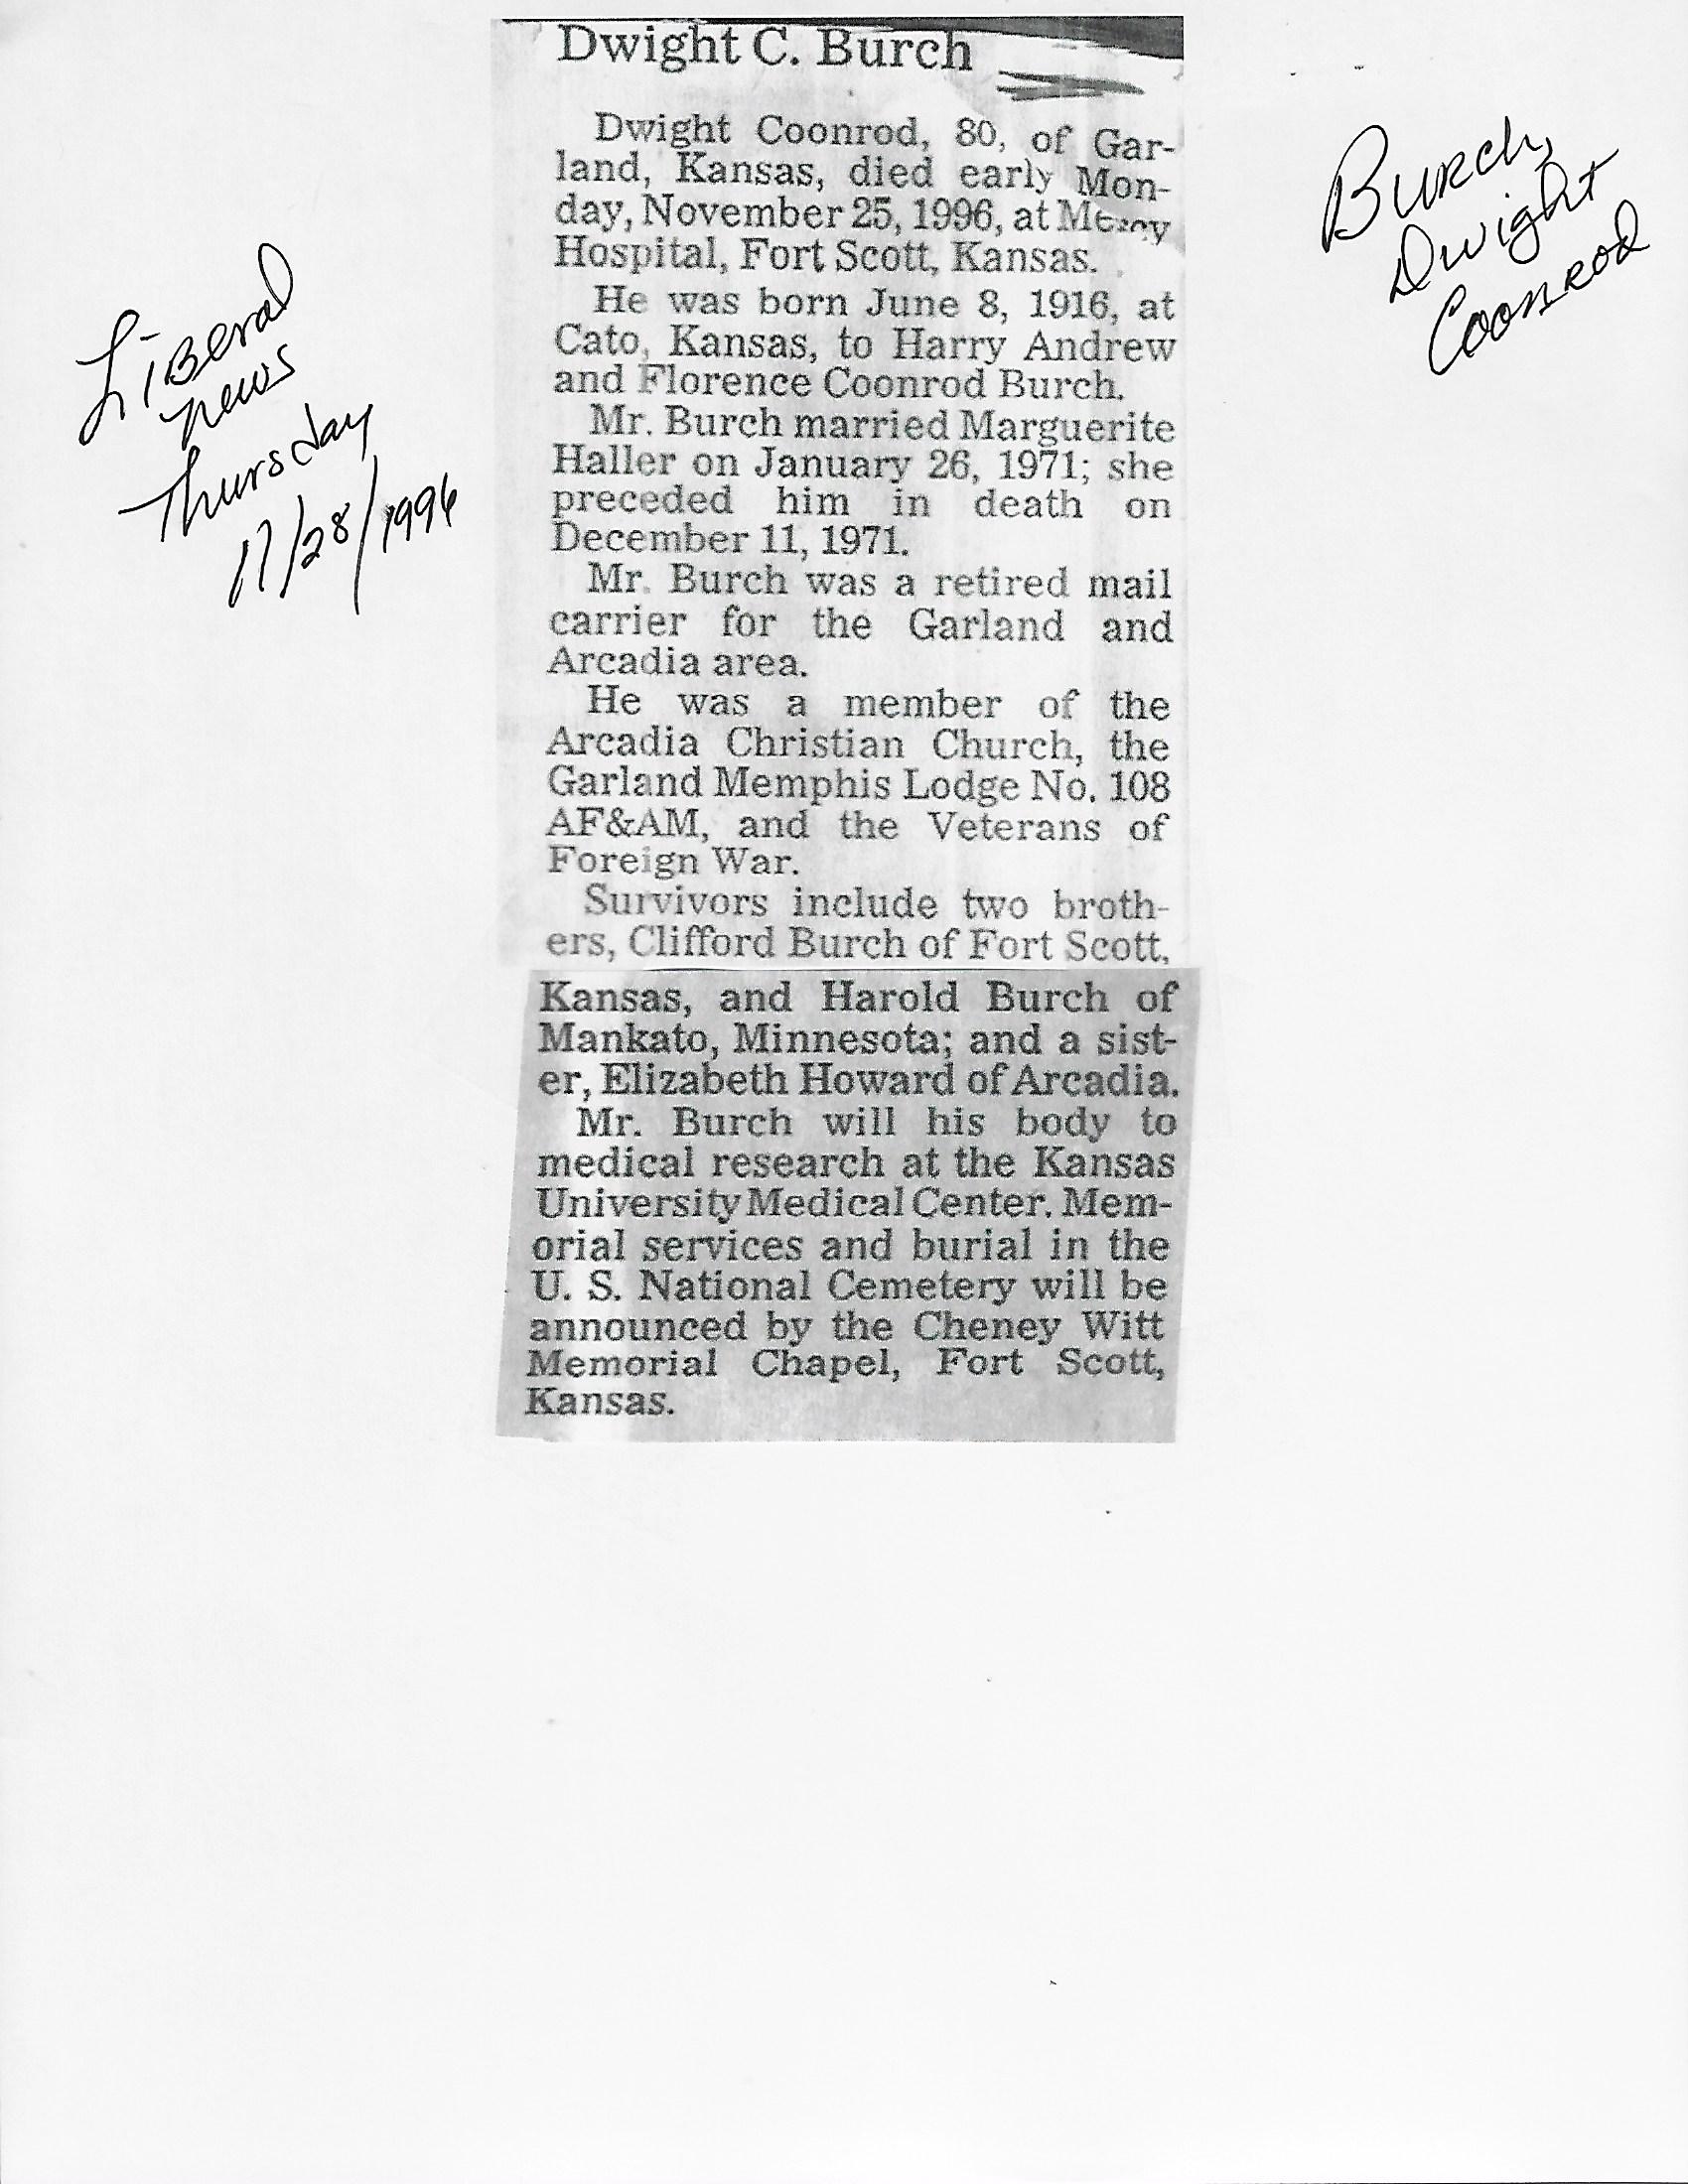 Dwight C. Burch
Dwight Coonrod, 80, of Gar-
land, Kansas, died early Mon-
day, November 25, 1996, at Mercy
Hospital, Fort Scott, Kansas.
He was born June 8, 1916, at
Cato, Kansas, to Harry Andrew
and Florence Coonrod Burch.
Mr. Burch married Marguerite
Haller on January 26, 1971; she
preceded him in death on
December 11, 1971.
Mr. Burch was a retired mail
carrier for the Garland and
Arcadia area.
He was a member of the
Arcadia Christian Church, the
Garland Memphis Lodge No. 108
AF&AM, and the Veterans of
Foreign War.
Survivors include two broth-
ers, Clifford Burch of Fort Scott,
Kansas, and Harold Burch of
Mankato, Minnesota; and a sist-
er, Elizabeth Howard of Arcadia.
Mr. Burch will his body to
medical research at the Kansas
University Medical Center. Mem-
orial services and burial in the
U. S. National Cemetery will be
announced by the Cheney Witt
Memorial Chapel, Fort Scott,
Kansas.
Liberal
news
Thursday
11/28/1996
Burch,
Dwight
Coonrod